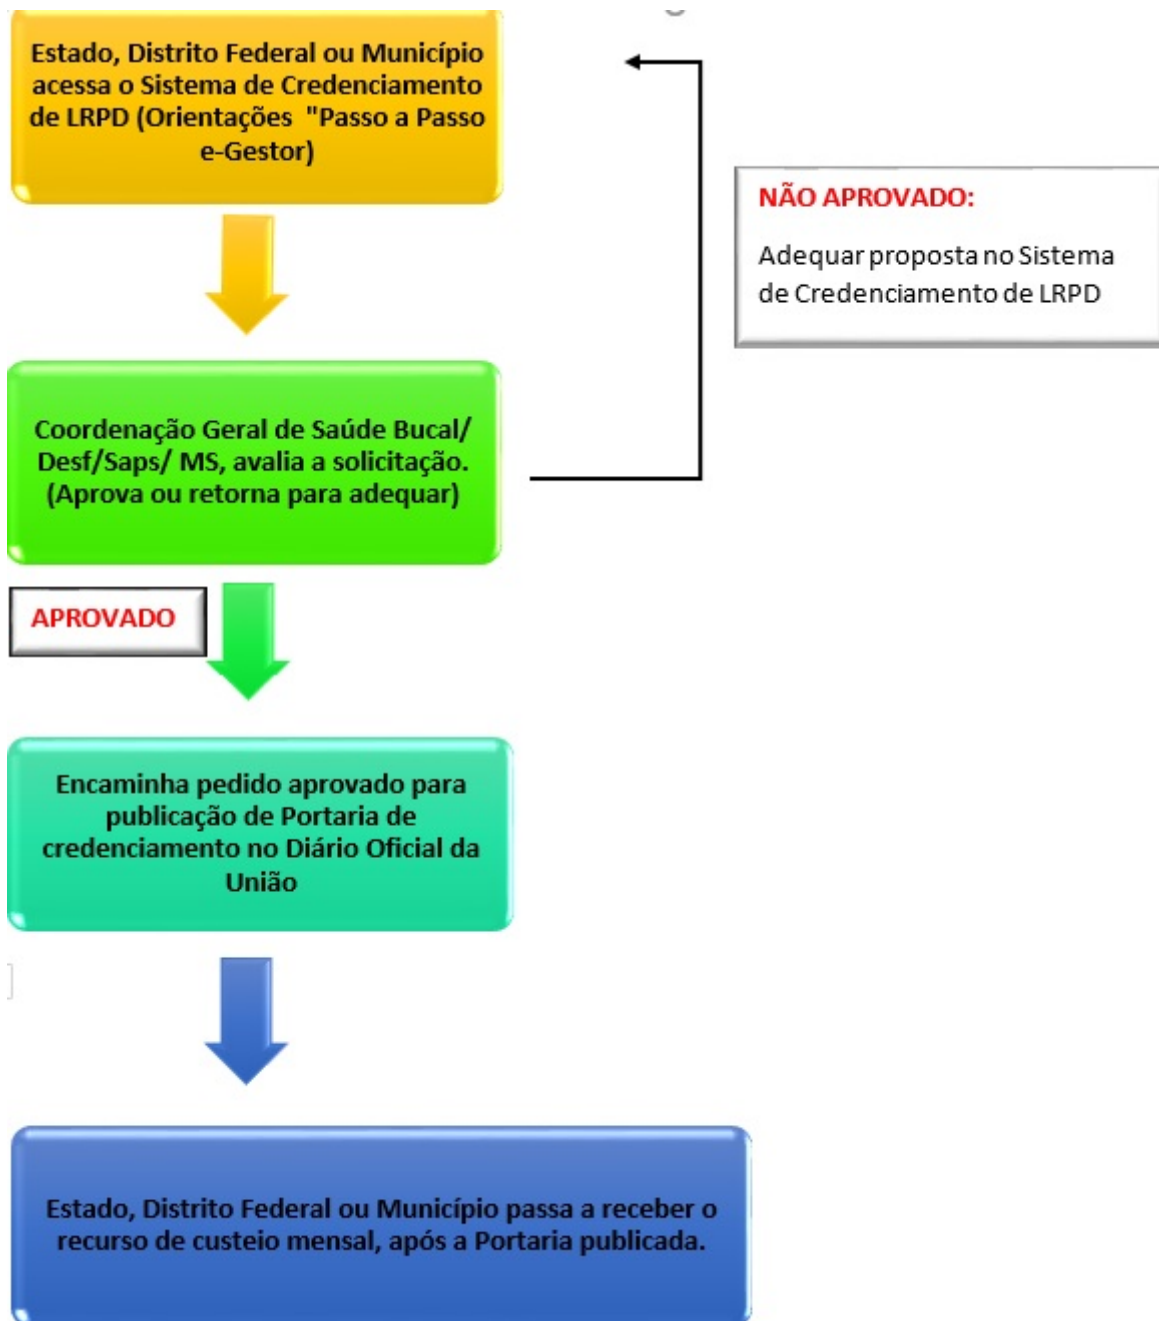 Estado, Distrito Federal ou Município
acessa o Sistema de Credenciamento
de LRPD (Orientações "Passo a Passo
e-Gestor)
NÃO APROVADO:
Adequar proposta no Sistema
de Credenciamento de LRPD
Coordenação Geral de Saúde Bucal/
Desf/Saps/ MS, avalia a solicitação.
(Aprova ou retorna para adequar)
APROVADO
Encaminha pedido aprovado para
publicação de Portaria de
credenciamento no Diário Oficial da
União
Estado, Distrito Federal ou Município passa a receber o
recurso de custeio mensal, após a Portaria publicada.